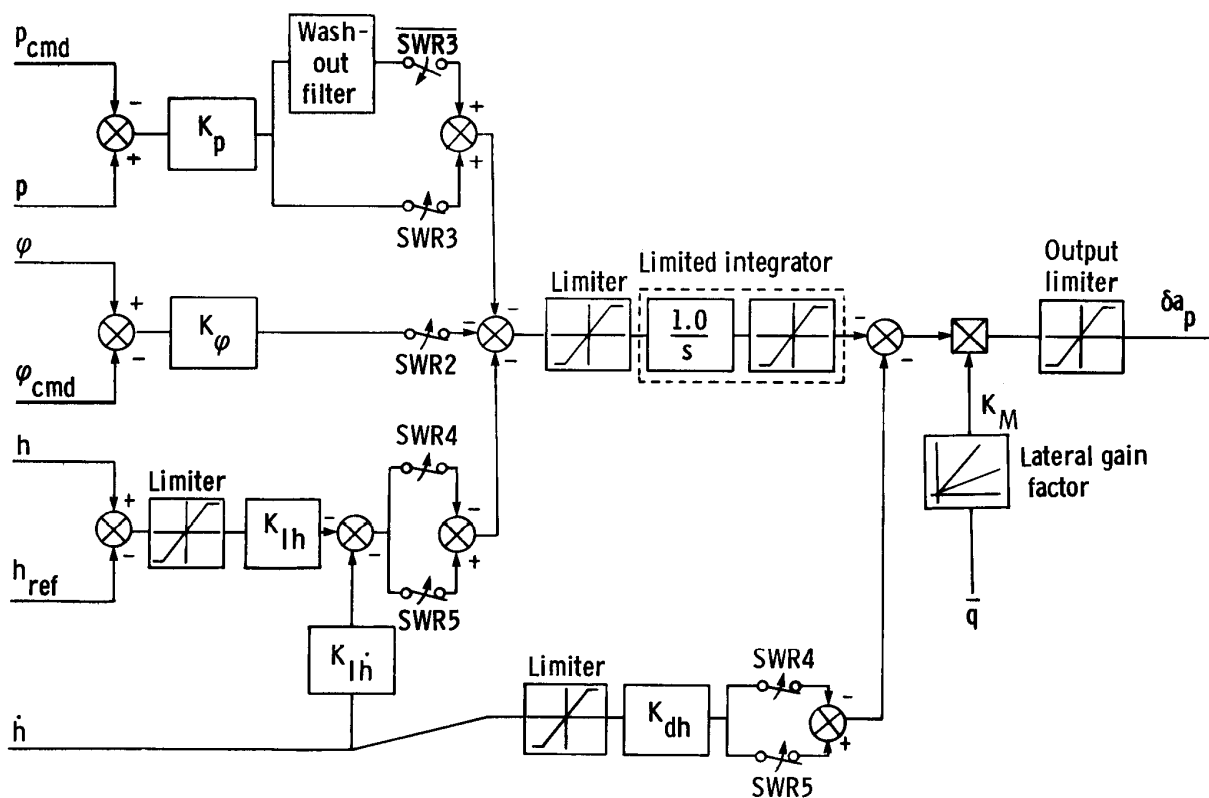 p_cmd
Wash-
out
filter
SWR3
−
+
K_p
+
+
p
SWR3
φ
+
K_φ
−
φ_cmd
SWR2
−
−
−
Limiter
Limited integrator
1.0
s
−
−
Output
limiter
δa_p
K_M
Lateral gain
factor
q̄
h
+
−
h_ref
Limiter
K_Ih
−
−
SWR4
−
+
SWR5
K_Iḣ
ḣ
Limiter
K_dh
SWR4
−
+
SWR5